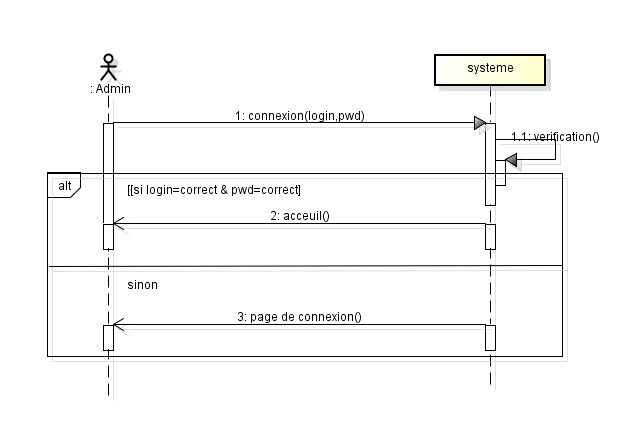 systeme
: Admin
1: connexion(login,pwd)
1.1: verification()
alt
[[si login=correct & pwd=correct]
2: acceuil()
sinon
3: page de connexion()